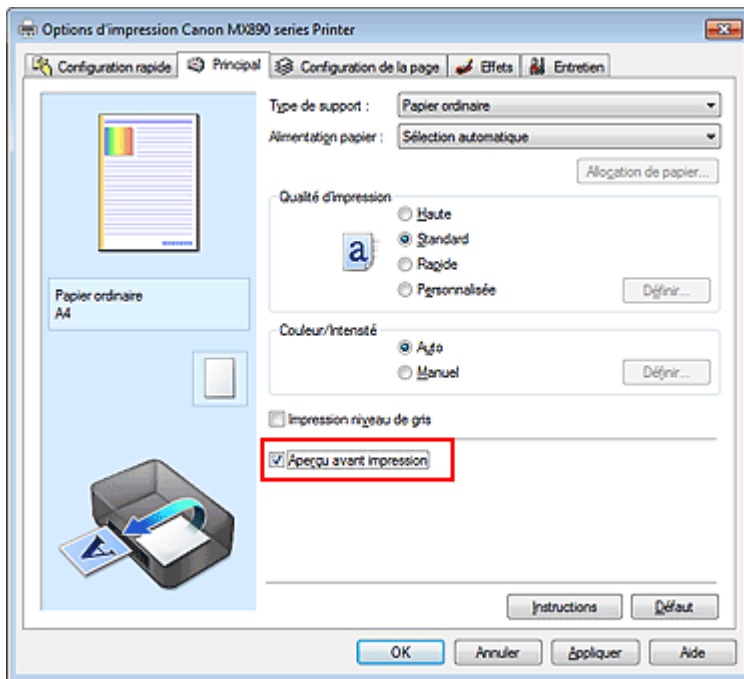 Options d'impression Canon MX890 series Printer
Configuration rapide Principal Configuration de la page Effets Entretien
Type de support : Papier ordinaire
Alimentation papier : Sélection automatique
Allocation de papier...
Qualité d'impression
Haute
a Standard
Rapide
Papier ordinaire
A4
Personnalisée Définir...
Couleur/Intensité
Auto
Manuel Définir...
Impression niveau de gris
Aperçu avant impression
A
Instructions Défaut
OK Annuler Appliquer Aide